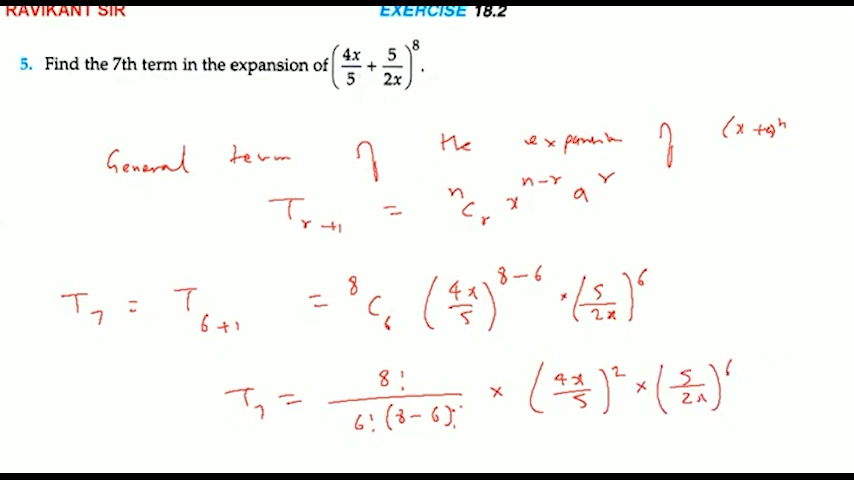 RAVIKANT SIR EXERCISE 18.2
5. Find the 7th term in the expansion of (4x/5 + 5/2x)^8.
General term of the expansion of (x+a)^n
T_{r+1} = ^nC_r x^{n-r} a^r
T_7 = T_{6+1} = ^8C_6 (4x/5)^{8-6} × (5/2x)^6
T_7 = 8!/6!(8-6)! × (4x/5)^2 × (5/2x)^6